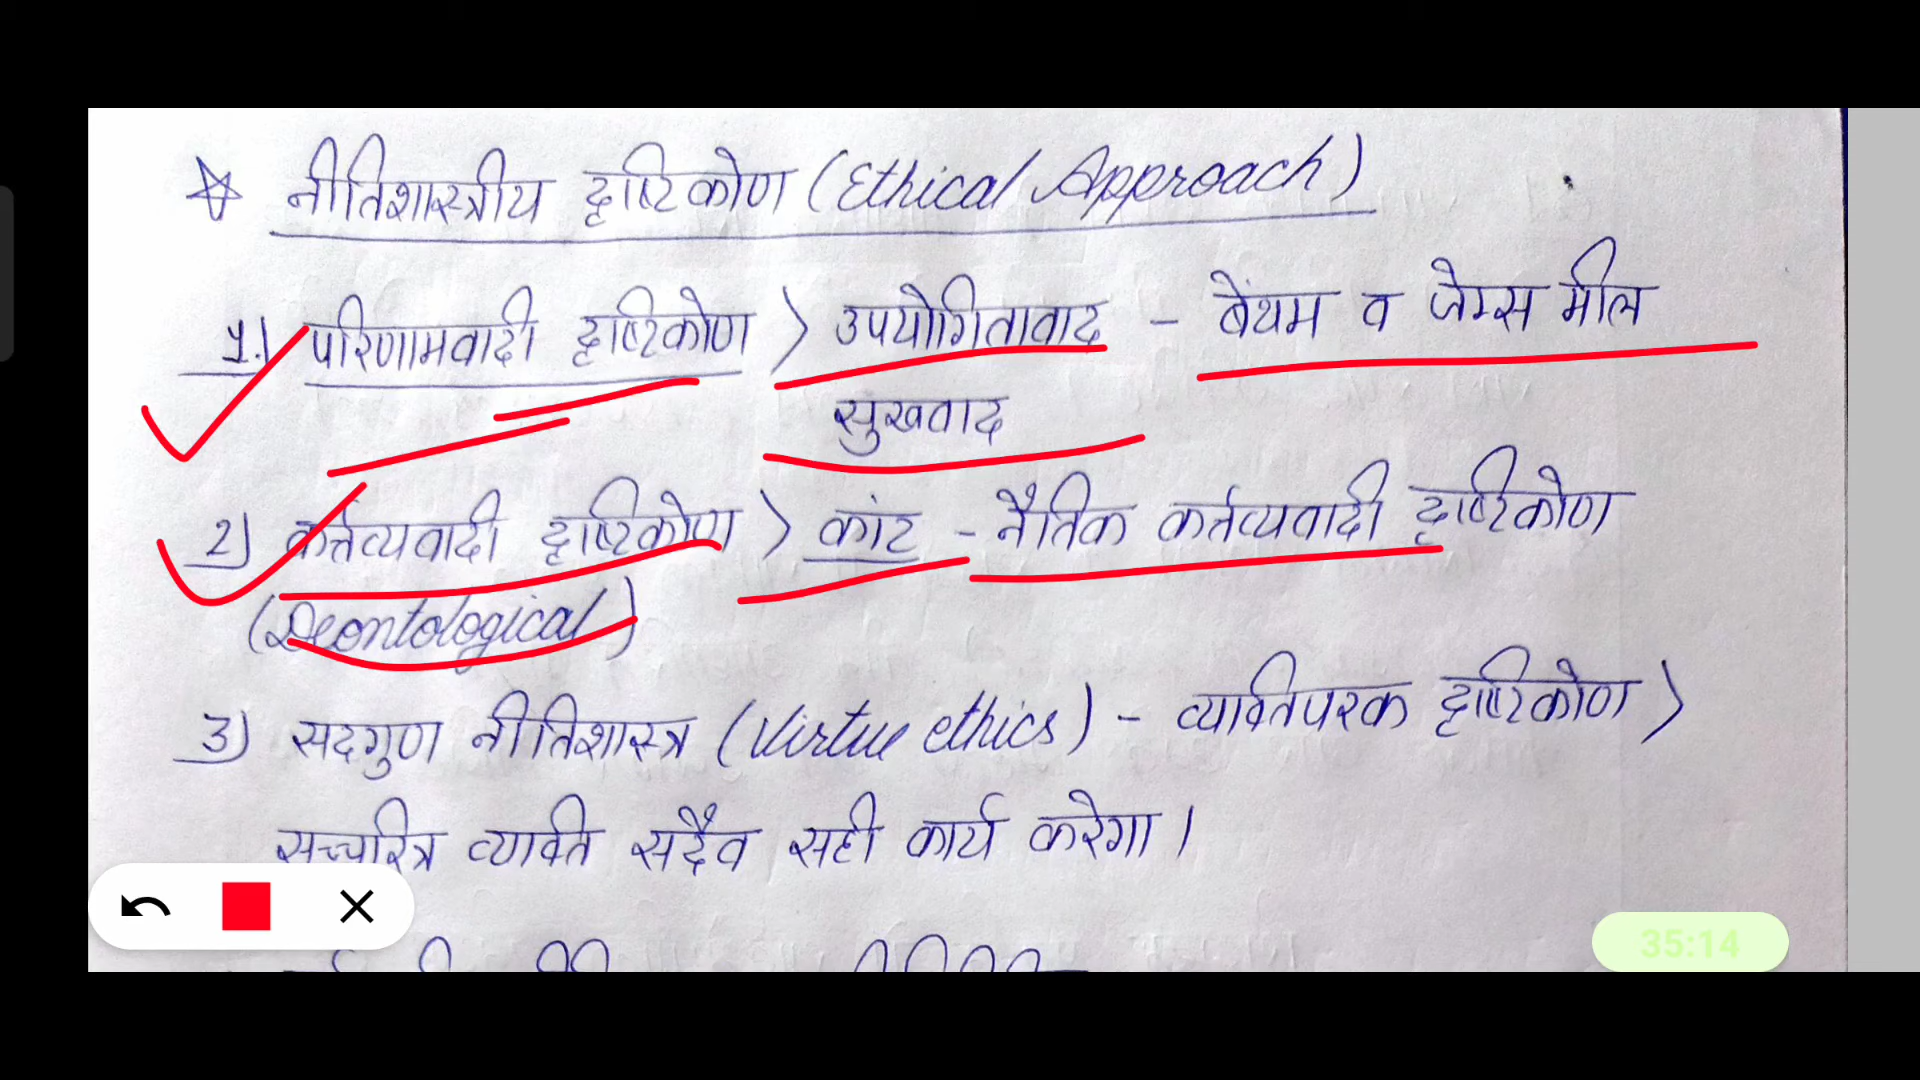 ☆ नीतिशास्त्रीय दृष्टिकोण (Ethical Approach)
1.) परिणामवादी दृष्टिकोण > उपयोगितावाद - बेंथम व जेम्स मील
सुखवाद
2) कर्त्तव्यवादी दृष्टिकोण > कांट - नैतिक कर्तव्यवादी दृष्टिकोण
(Deontological)
3) सदगुण नीतिशास्त्र (Virtue ethics) - व्यक्तिपरक दृष्टिकोण >
सच्चरित्र व्यक्ति सदैव सही कार्य करेगा।
35:14